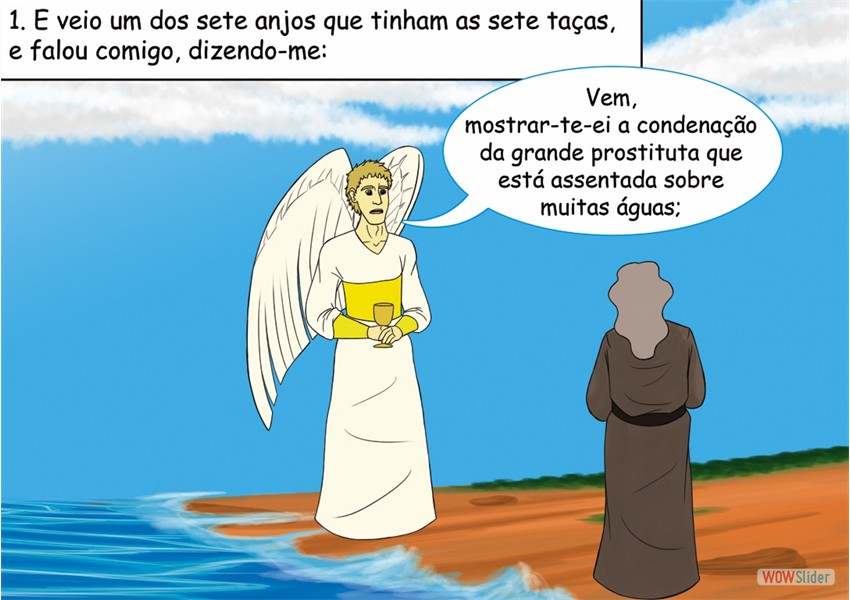 1. E veio um dos sete anjos que tinham as sete taças,
e falou comigo, dizendo-me:
Vem,
mostrar-te-ei a condenação
da grande prostituta que
está assentada sobre
muitas águas;
WOWSlider